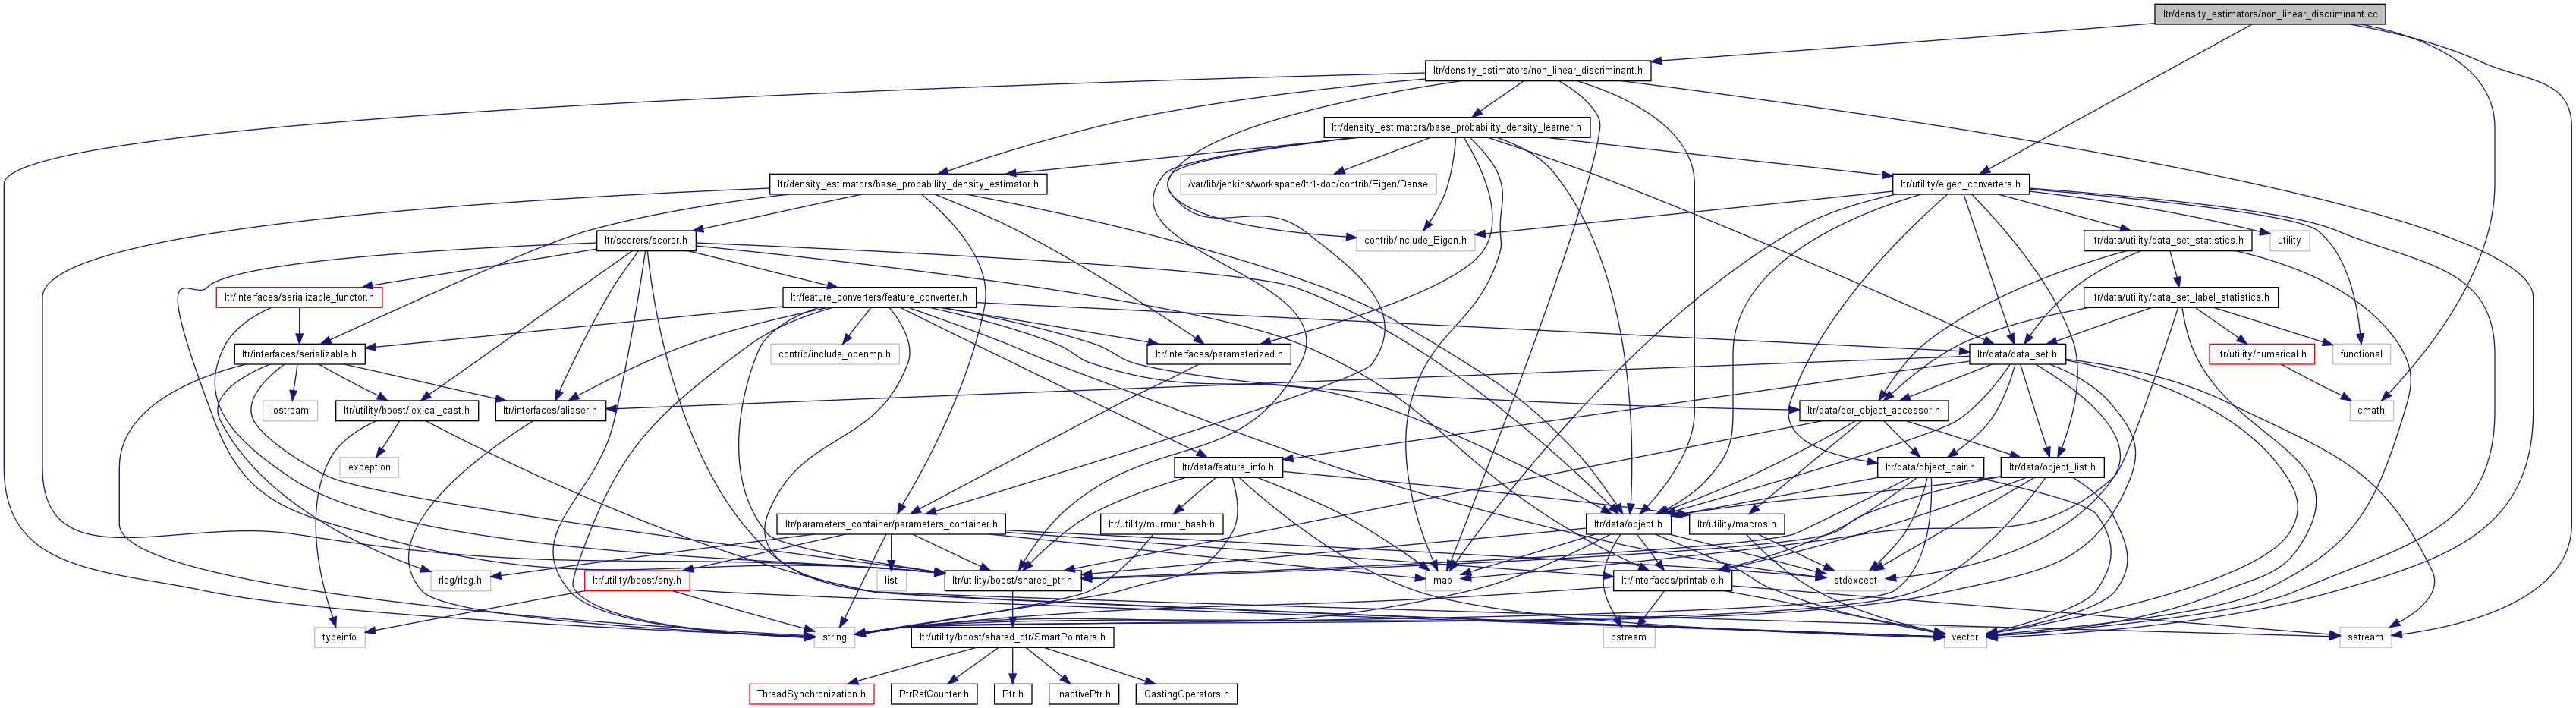 ltr/density_estimators/non_linear_discriminant.cc
ltr/density_estimators/non_linear_discriminant.h
ltr/density_estimators/base_probability_density_learner.h
ltr/density_estimators/base_probability_density_estimator.h
/var/lib/jenkins/workspace/ltr1-doc/contrib/Eigen/Dense
ltr/utility/eigen_converters.h
ltr/scorers/scorer.h
contrib/include_Eigen.h
ltr/data/utility/data_set_statistics.h
utility
ltr/interfaces/serializable_functor.h
ltr/feature_converters/feature_converter.h
ltr/data/utility/data_set_label_statistics.h
ltr/interfaces/serializable.h
contrib/include_openmp.h
ltr/interfaces/parameterized.h
ltr/data/data_set.h
ltr/utility/numerical.h
functional
iostream
ltr/utility/boost/lexical_cast.h
ltr/interfaces/aliaser.h
ltr/data/per_object_accessor.h
cmath
exception
ltr/data/feature_info.h
ltr/data/object_pair.h
ltr/data/object_list.h
ltr/parameters_container/parameters_container.h
ltr/utility/murmur_hash.h
ltr/data/object.h
ltr/utility/macros.h
rlog/rlog.h
ltr/utility/boost/any.h
list
ltr/utility/boost/shared_ptr.h
map
ltr/interfaces/printable.h
stdexcept
typeinfo
string
ltr/utility/boost/shared_ptr/SmartPointers.h
ostream
vector
sstream
ThreadSynchronization.h
PtrRefCounter.h
Ptr.h
InactivePtr.h
CastingOperators.h